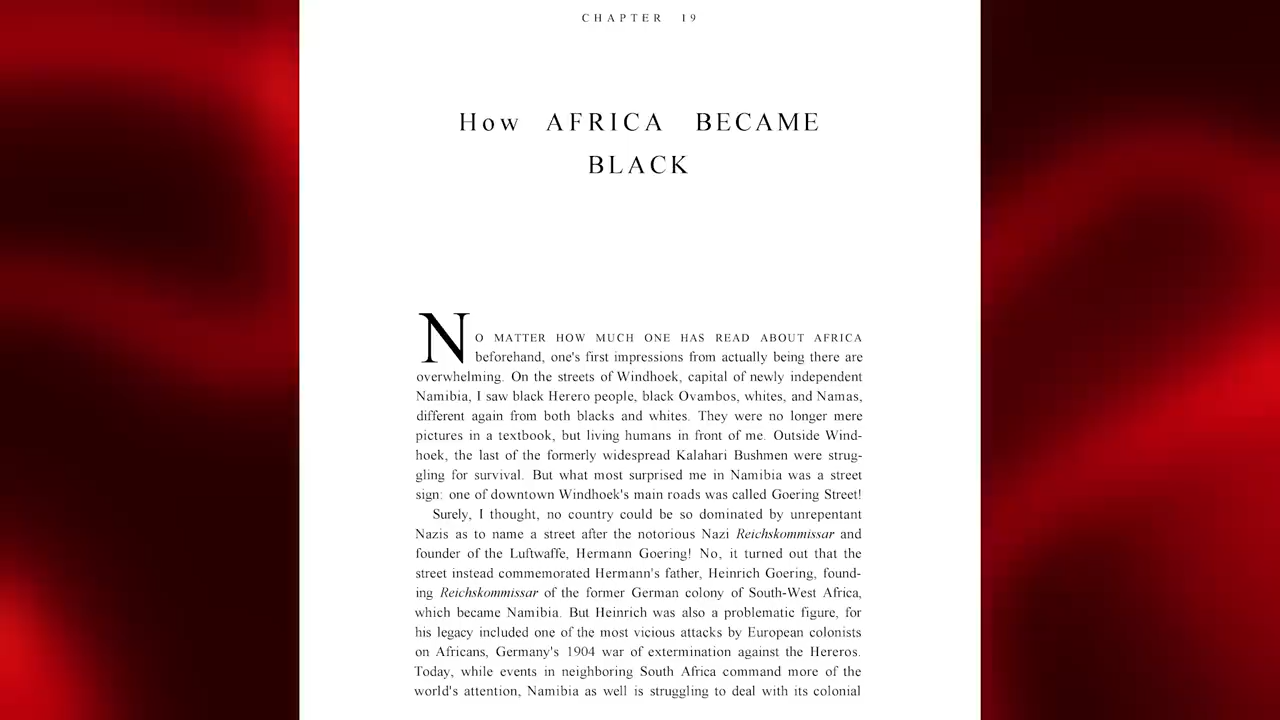 CHAPTER 19
How AFRICA BECAME
BLACK
NO MATTER HOW MUCH ONE HAS READ ABOUT AFRICA
beforehand, one's first impressions from actually being there are
overwhelming. On the streets of Windhoek, capital of newly independent
Namibia, I saw black Herero people, black Ovambos, whites, and Namas,
different again from both blacks and whites. They were no longer mere
pictures in a textbook, but living humans in front of me. Outside Wind-
hoek, the last of the formerly widespread Kalahari Bushmen were strug-
gling for survival. But what most surprised me in Namibia was a street
sign: one of downtown Windhoek's main roads was called Goering Street!
Surely, I thought, no country could be so dominated by unrepentant
Nazis as to name a street after the notorious Nazi Reichskommissar and
founder of the Luftwaffe, Hermann Goering! No, it turned out that the
street instead commemorated Hermann's father, Heinrich Goering, found-
ing Reichskommissar of the former German colony of South-West Africa,
which became Namibia. But Heinrich was also a problematic figure, for
his legacy included one of the most vicious attacks by European colonists
on Africans, Germany's 1904 war of extermination against the Hereros.
Today, while events in neighboring South Africa command more of the
world's attention, Namibia as well is struggling to deal with its colonial